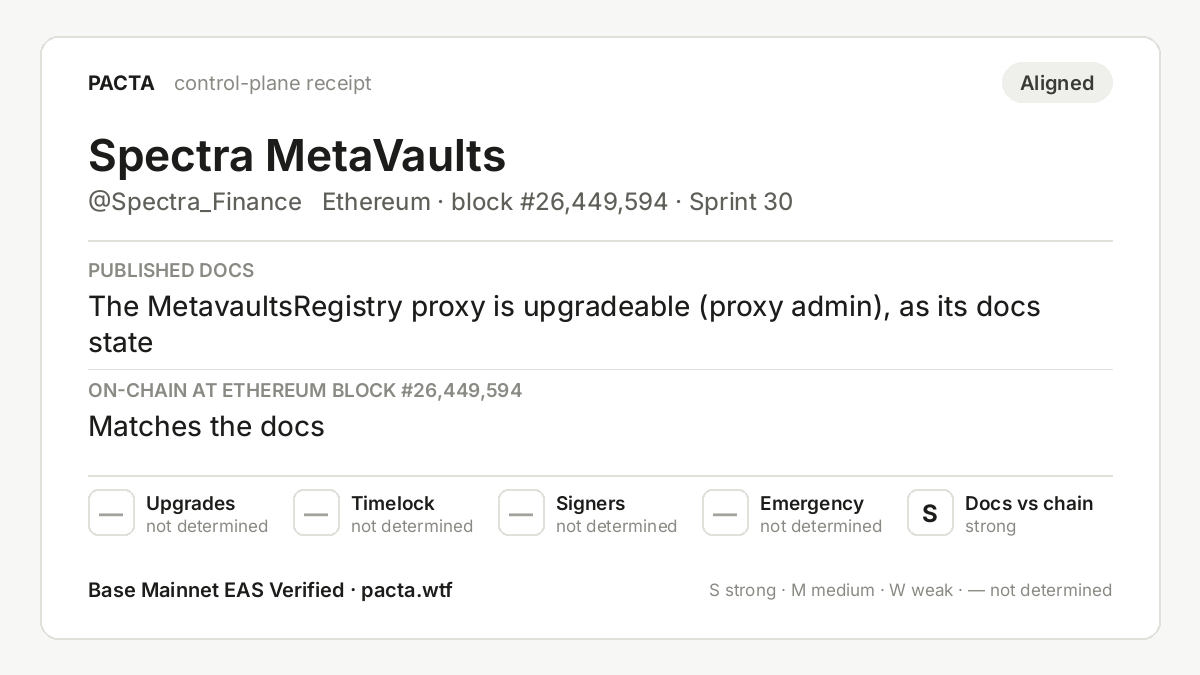 PACTA control-plane receipt
Aligned
Spectra MetaVaults
@Spectra_Finance Ethereum · block #26,449,594 · Sprint 30
PUBLISHED DOCS
The MetavaultsRegistry proxy is upgradeable (proxy admin), as its docs
state
ON-CHAIN AT ETHEREUM BLOCK #26,449,594
Matches the docs
— Upgrades
not determined
— Timelock
not determined
— Signers
not determined
— Emergency
not determined
S Docs vs chain
strong
Base Mainnet EAS Verified · pacta.wtf
S strong · M medium · W weak · — not determined